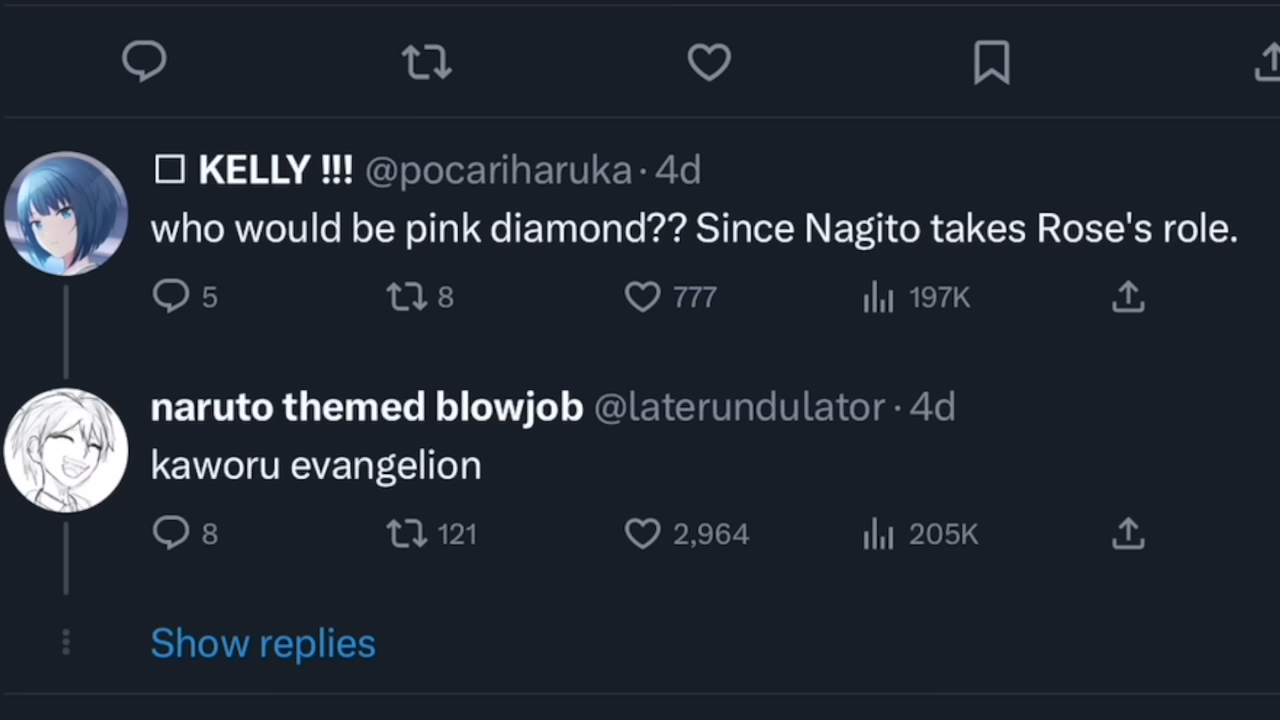 ☐ KELLY !!! @pocariharuka · 4d
who would be pink diamond?? Since Nagito takes Rose's role.
5 8 777 197K
naruto themed blowjob @laterundulator · 4d
kaworu evangelion
8 121 2,964 205K
Show replies